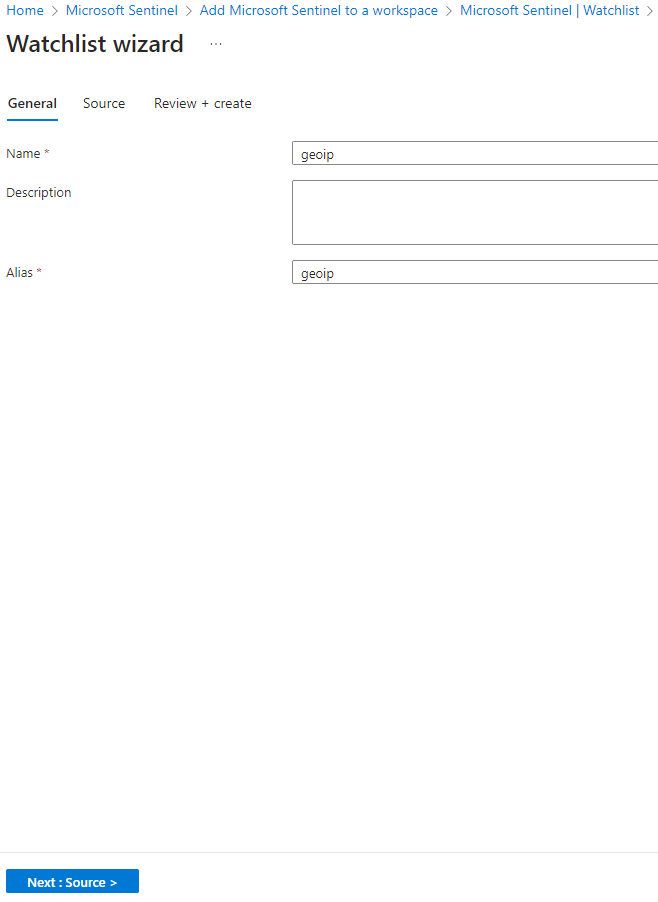 Home > Microsoft Sentinel > Add Microsoft Sentinel to a workspace > Microsoft Sentinel | Watchlist >
Watchlist wizard ...
General Source Review + create
Name * geoip
Description
Alias * geoip
Next : Source >